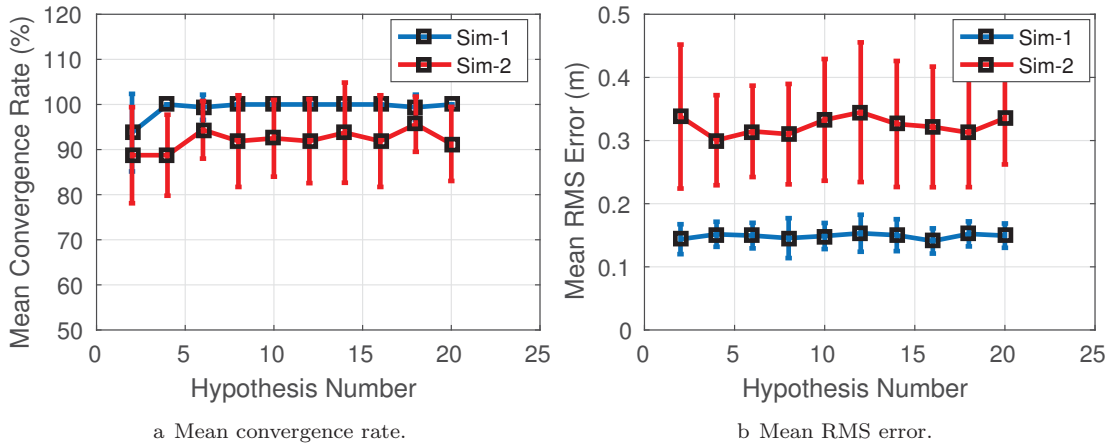 120
110
100
90
80
70
60
50
0 5 10 15 20 25
Mean Convergence Rate (%)
Hypothesis Number
Sim-1
Sim-2
a Mean convergence rate.
0.5
0.4
0.3
0.2
0.1
0
0 5 10 15 20 25
Mean RMS Error (m)
Hypothesis Number
Sim-1
Sim-2
b Mean RMS error.